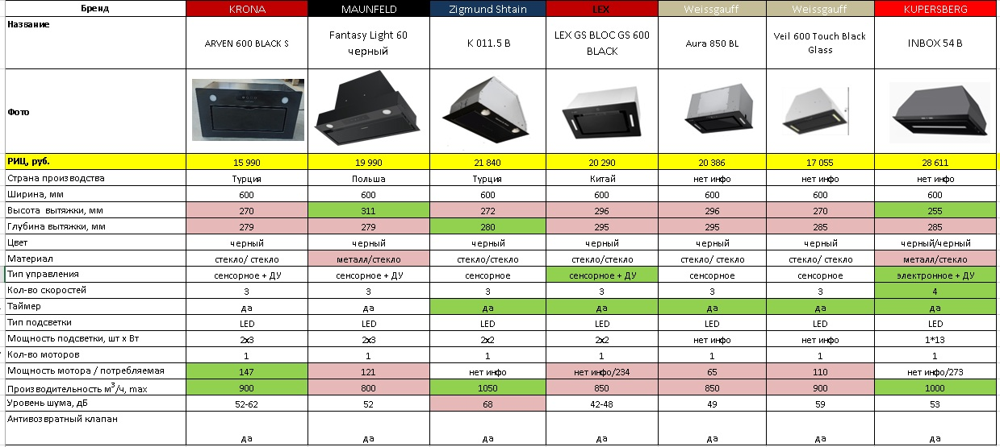 Бренд KRONA MAUNFELD Zigmund Shtain LEX Weissgauff Weissgauff KUPERSBERG
Название
ARVEN 600 BLACK S Fantasy Light 60 черный K 011.5 B LEX GS BLOC GS 600 BLACK Aura 850 BL Veil 600 Touch Black Glass INBOX 54 B
Фото
РИЦ, руб. 15 990 19 990 21 840 20 290 20 386 17 055 28 611
Страна производства Турция Польша Турция Китай нет инфо нет инфо нет инфо
Ширина, мм 600 600 600 600 600 600 600
Высота вытяжки, мм 270 311 272 296 296 270 255
Глубина вытяжки, мм 279 279 280 295 295 285 285
Цвет черный черный черный черный черный черный черный/черный
Материал стекло/ стекло металл/стекло стекло/стекло стекло/стекло стекло/ стекло стекло/ стекло металл/стекло
Тип управления сенсорное + ДУ сенсорное + ДУ сенсорное сенсорное + ДУ сенсорное сенсорное электронное + ДУ
Кол-во скоростей 3 3 3 3 3 3 4
Таймер да да да да да да да
Тип подсветки LED LED LED LED LED LED LED
Мощность подсветки, шт х Вт 2х3 2х3 2х2 2х2 нет инфо нет инфо 1*13
Кол-во моторов 1 1 1 1 1 1 1
Мощность мотора / потребляемая 147 121 нет инфо нет инфо/234 65 110 нет инфо/273
Производительность м³/ч, max 900 800 1050 850 850 900 1000
Уровень шума, дБ 52-62 52 68 42-48 49 59 53
Антивозвратный клапан
да да да да да да да